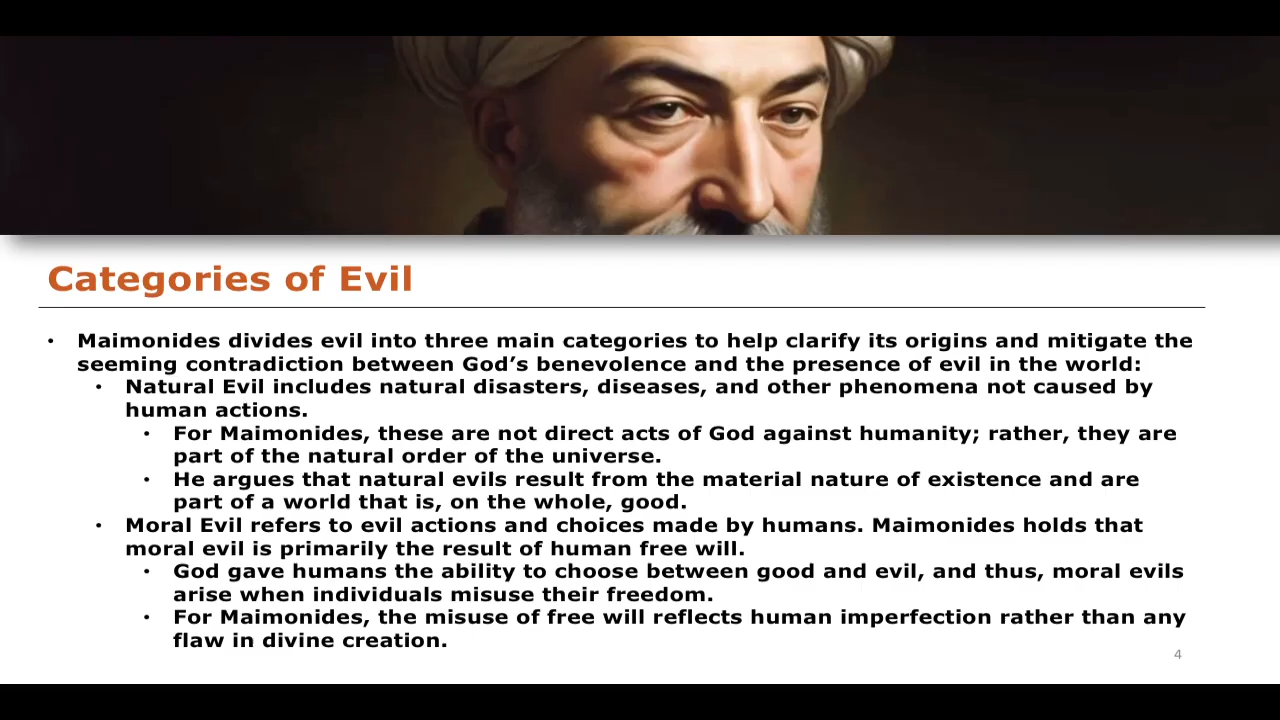 Categories of Evil
• Maimonides divides evil into three main categories to help clarify its origins and mitigate the
seeming contradiction between God’s benevolence and the presence of evil in the world:
• Natural Evil includes natural disasters, diseases, and other phenomena not caused by
human actions.
• For Maimonides, these are not direct acts of God against humanity; rather, they are
part of the natural order of the universe.
• He argues that natural evils result from the material nature of existence and are
part of a world that is, on the whole, good.
• Moral Evil refers to evil actions and choices made by humans. Maimonides holds that
moral evil is primarily the result of human free will.
• God gave humans the ability to choose between good and evil, and thus, moral evils
arise when individuals misuse their freedom.
• For Maimonides, the misuse of free will reflects human imperfection rather than any
flaw in divine creation.
4